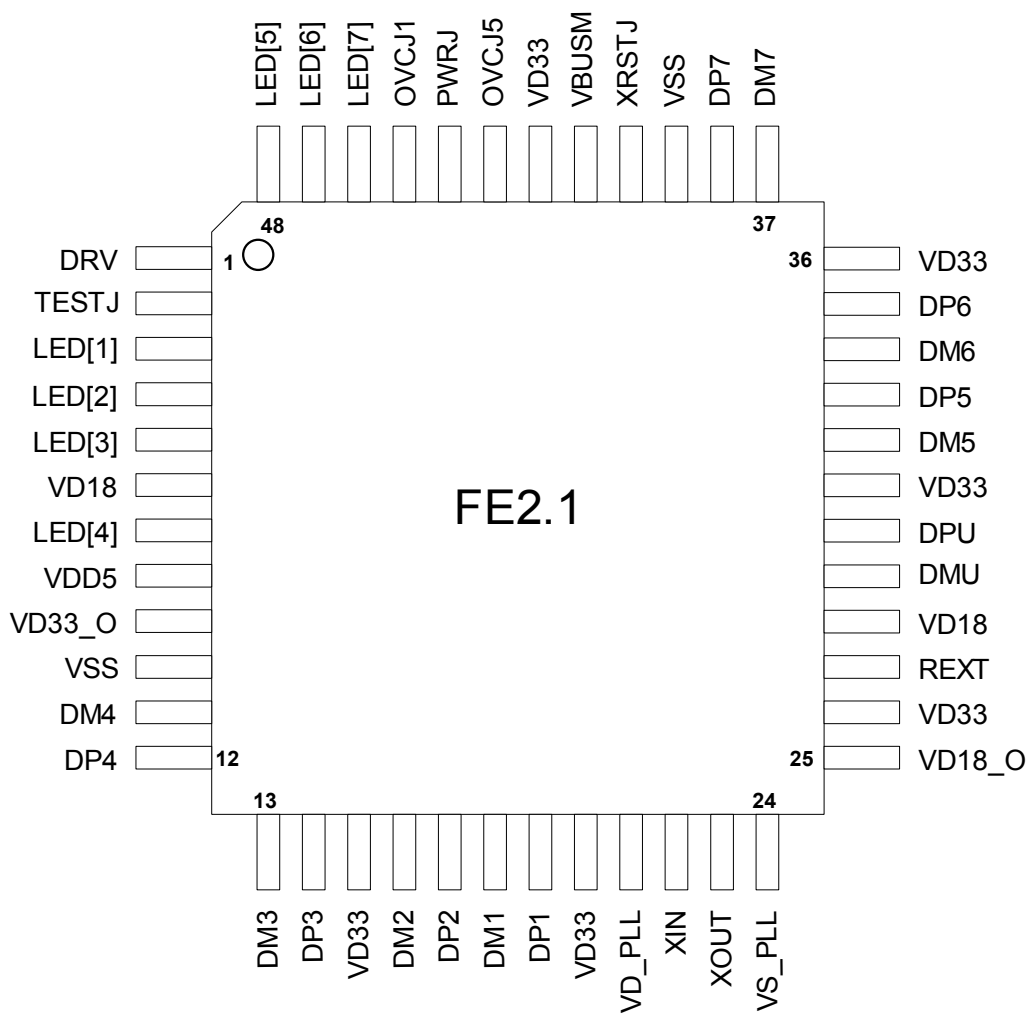 LED[5]
LED[6]
LED[7]
OVCJ1
PWRJ
OVCJ5
VD33
VBUSM
XRSTJ
VSS
DP7
DM7
48
37
DRV
1
36
VD33
TESTJ
DP6
LED[1]
DM6
LED[2]
DP5
LED[3]
DM5
VD18
VD33
FE2.1
LED[4]
DPU
VDD5
DMU
VD33_O
VD18
VSS
REXT
DM4
VD33
DP4
12
25
VD18_O
13
24
DM3
DP3
VD33
DM2
DP2
DM1
DP1
VD33
VD_PLL
XIN
XOUT
VS_PLL